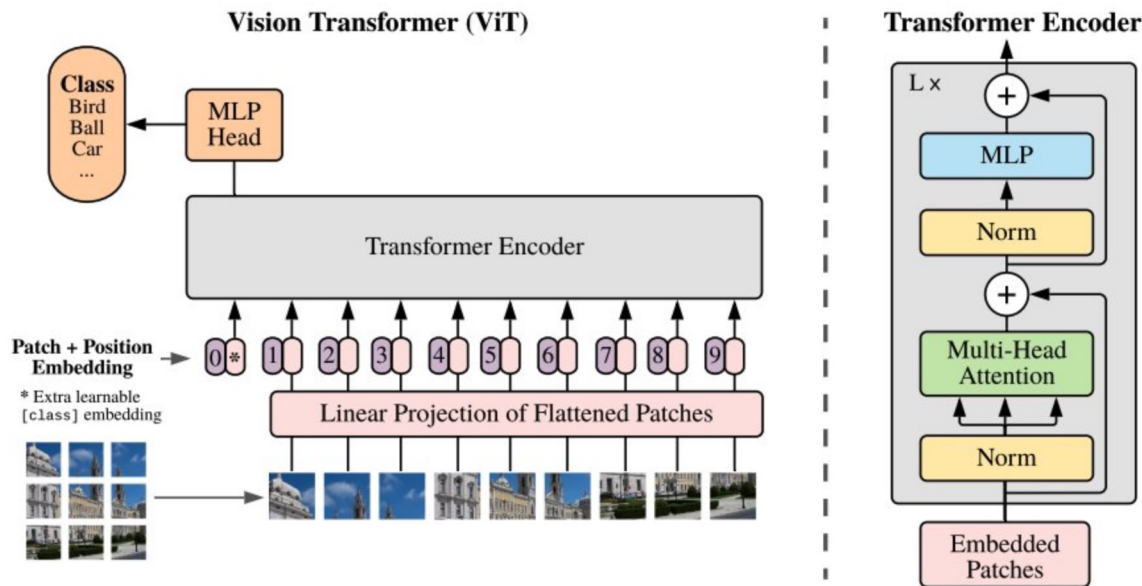 Vision Transformer (ViT)
Class
Bird
Ball
Car
...
MLP
Head
Transformer Encoder
Patch + Position
Embedding
* Extra learnable
[class] embedding
0 * 1 2 3 4 5 6 7 8 9
Linear Projection of Flattened Patches
Transformer Encoder
L ×
+
MLP
Norm
+
Multi-Head
Attention
Norm
Embedded
Patches